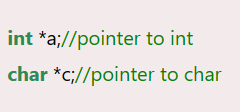 int *a;//pointer to int
char *c;//pointer to char